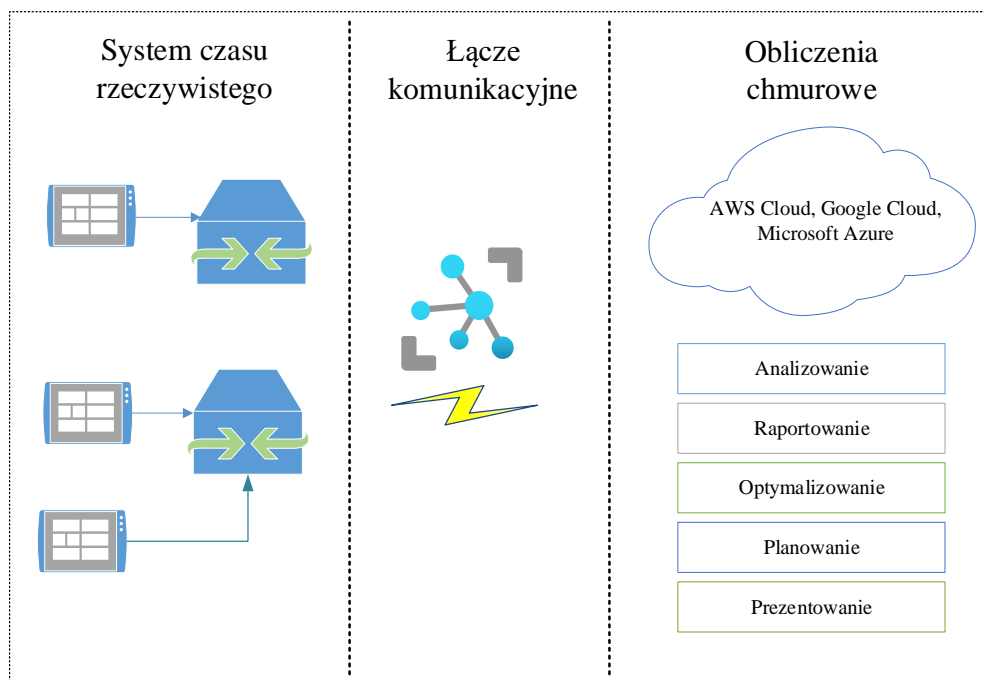 System czasu
rzeczywistego
Łącze
komunikacyjne
Obliczenia
chmurowe
AWS Cloud, Google Cloud,
Microsoft Azure
Analizowanie
Raportowanie
Optymalizowanie
Planowanie
Prezentowanie